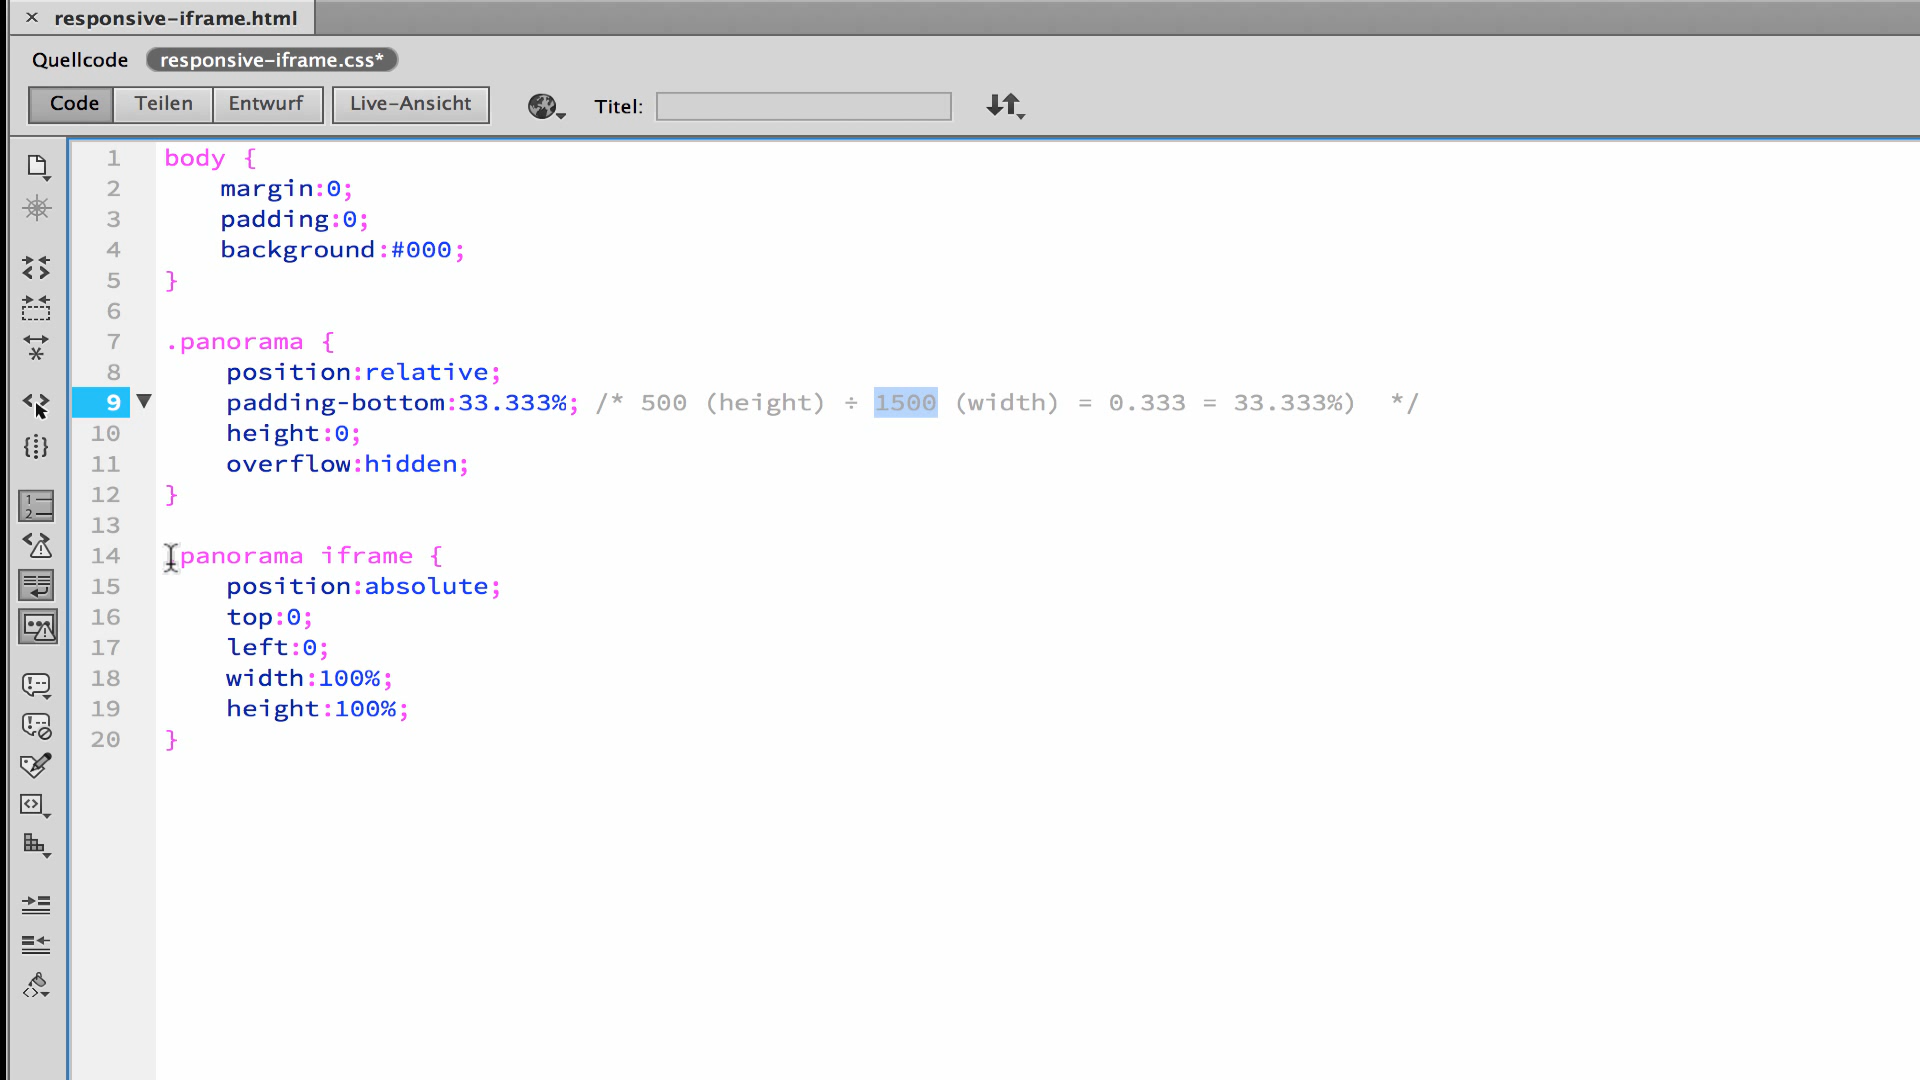 responsive-iframe.html
Quellcode responsive-iframe.css*
Code Teilen Entwurf Live-Ansicht Titel:
1 body {
2 margin:0;
3 padding:0;
4 background:#000;
5 }
6
7 .panorama {
8 position:relative;
9 padding-bottom:33.333%; /* 500 (height) ÷ 1500 (width) = 0.333 = 33.333%) */
10 height:0;
11 overflow:hidden;
12 }
13
14 .panorama iframe {
15 position:absolute;
16 top:0;
17 left:0;
18 width:100%;
19 height:100%;
20 }